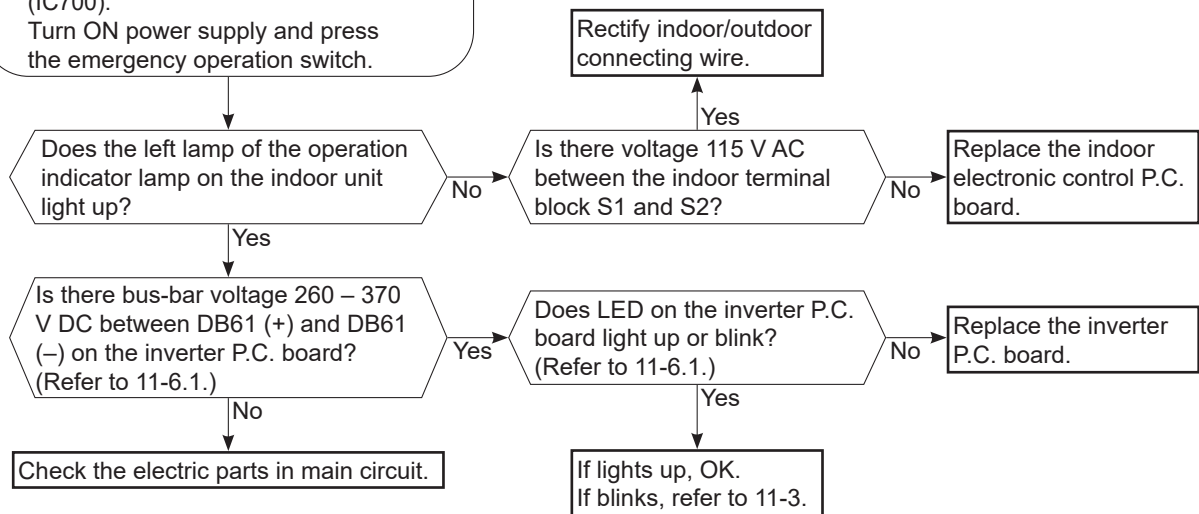 (IC700).
Turn ON power supply and press
the emergency operation switch.
Rectify indoor/outdoor
connecting wire.
Yes
Does the left lamp of the operation
indicator lamp on the indoor unit
light up?
No
Is there voltage 115 V AC
between the indoor terminal
block S1 and S2?
No
Replace the indoor
electronic control P.C.
board.
Yes
Is there bus-bar voltage 260 – 370
V DC between DB61 (+) and DB61
(–) on the inverter P.C. board?
(Refer to 11-6.1.)
Yes
Does LED on the inverter P.C.
board light up or blink?
(Refer to 11-6.1.)
No
Replace the inverter
P.C. board.
No
Yes
Check the electric parts in main circuit.
If lights up, OK.
If blinks, refer to 11-3.